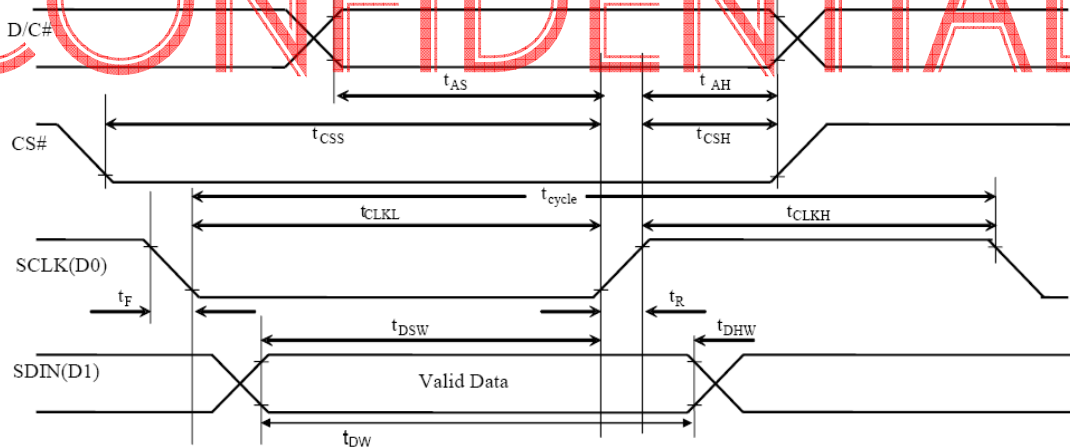 CONFIDENTIAL
D/C#
tAS
tAH
CS#
tCSS
tCSH
tcycle
tCLKL
tCLKH
SCLK(D0)
tF
tR
tDSW
tDHW
SDIN(D1)
Valid Data
tDW